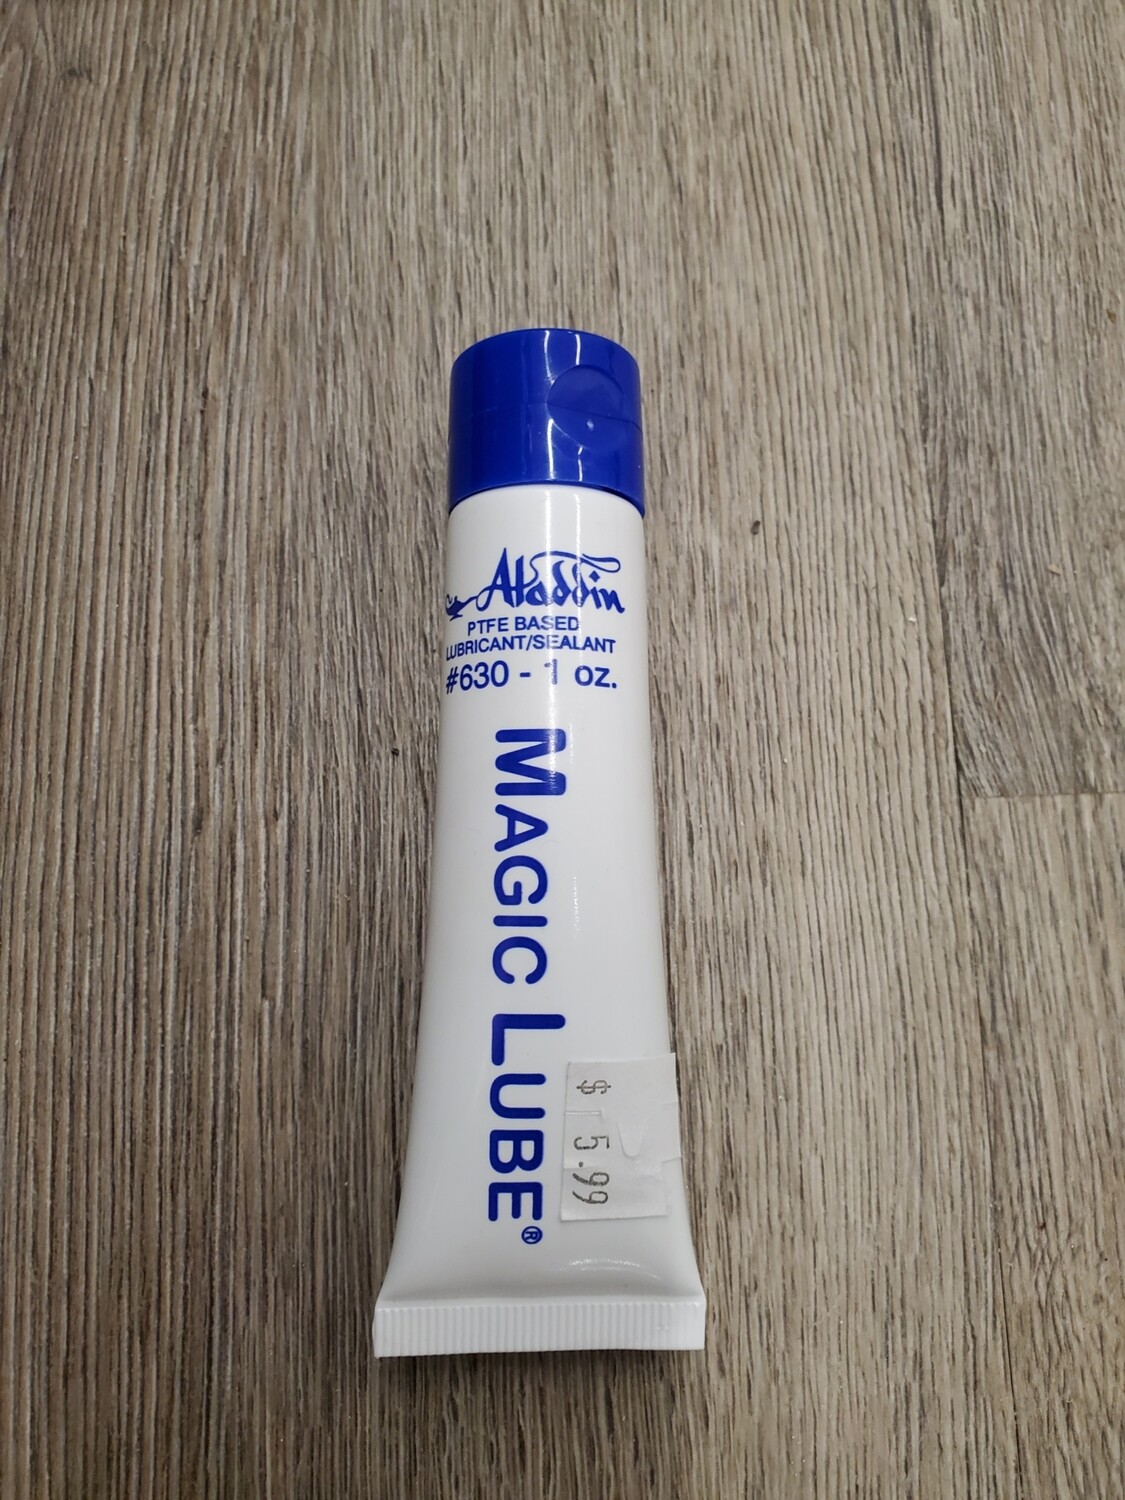 Aladdin
PTFE BASED
LUBRICANT/SEALANT
#630 - 1 oz.
MAGIC LUBE®
$ 5.99